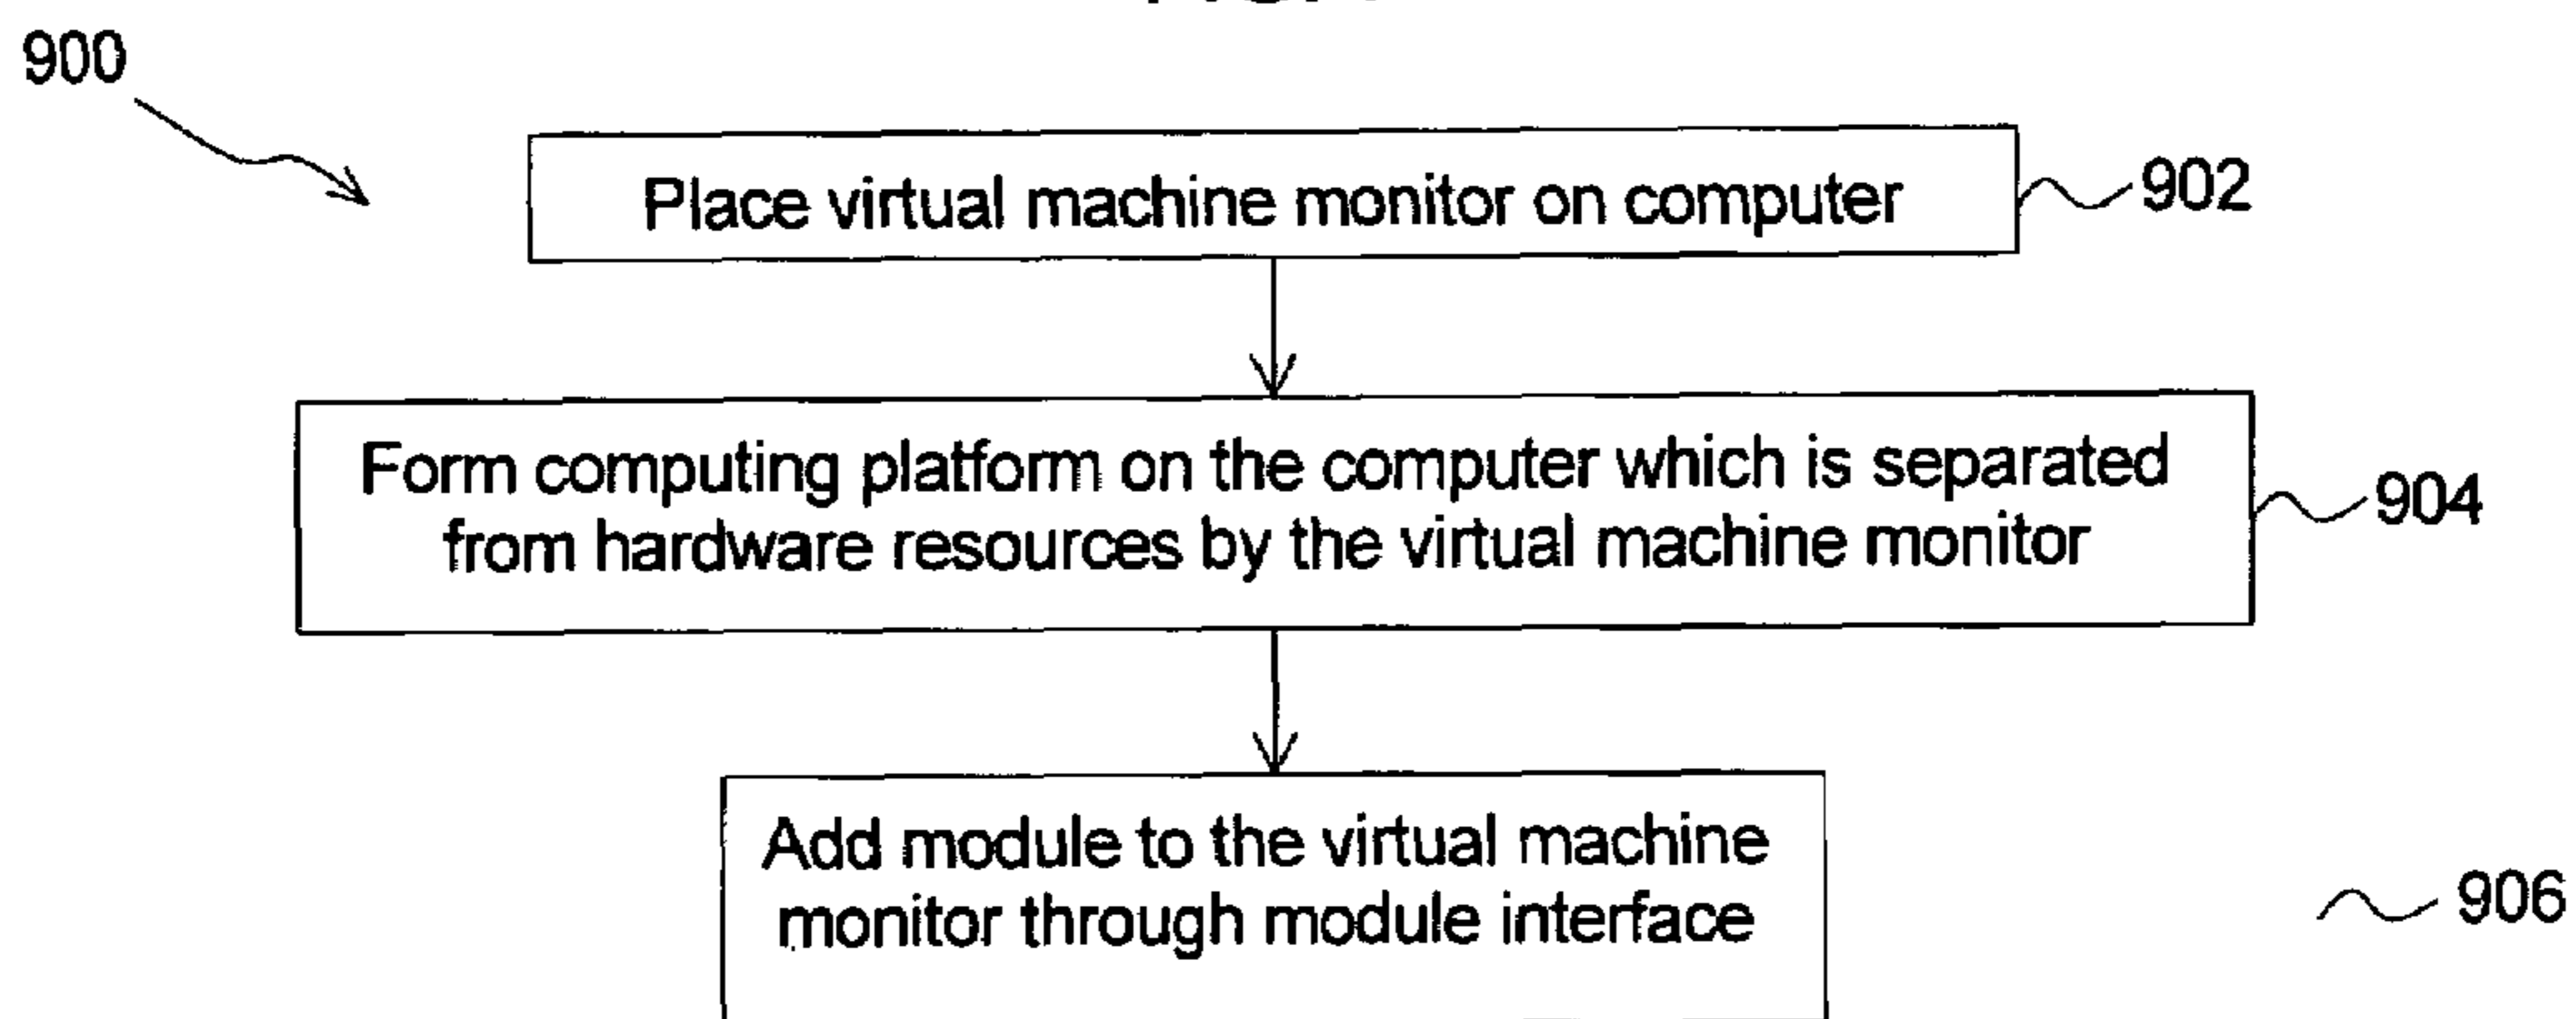 900
Place virtual machine monitor on computer
902
Form computing platform on the computer which is separated
from hardware resources by the virtual machine monitor
904
Add module to the virtual machine
monitor through module interface
906